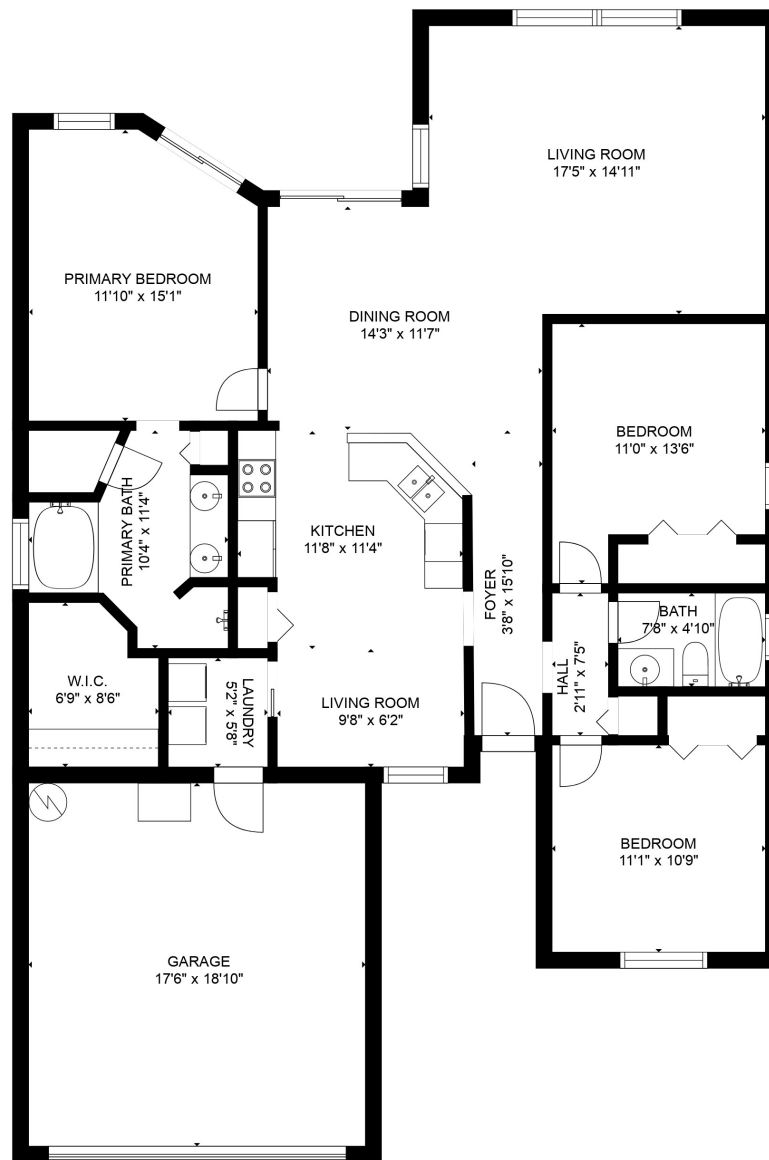 LIVING ROOM
17'5" x 14'11"
PRIMARY BEDROOM
11'10" x 15'1"
DINING ROOM
14'3" x 11'7"
BEDROOM
11'0" x 13'6"
PRIMARY BATH
10'4" x 11'4"
KITCHEN
11'8" x 11'4"
FOYER
3'8" x 15'10"
BATH
7'8" x 4'10"
HALL
2'11" x 7'5"
W.I.C.
6'9" x 8'6"
LAUNDRY
5'2" x 5'8"
LIVING ROOM
9'8" x 6'2"
BEDROOM
11'1" x 10'9"
GARAGE
17'6" x 18'10"